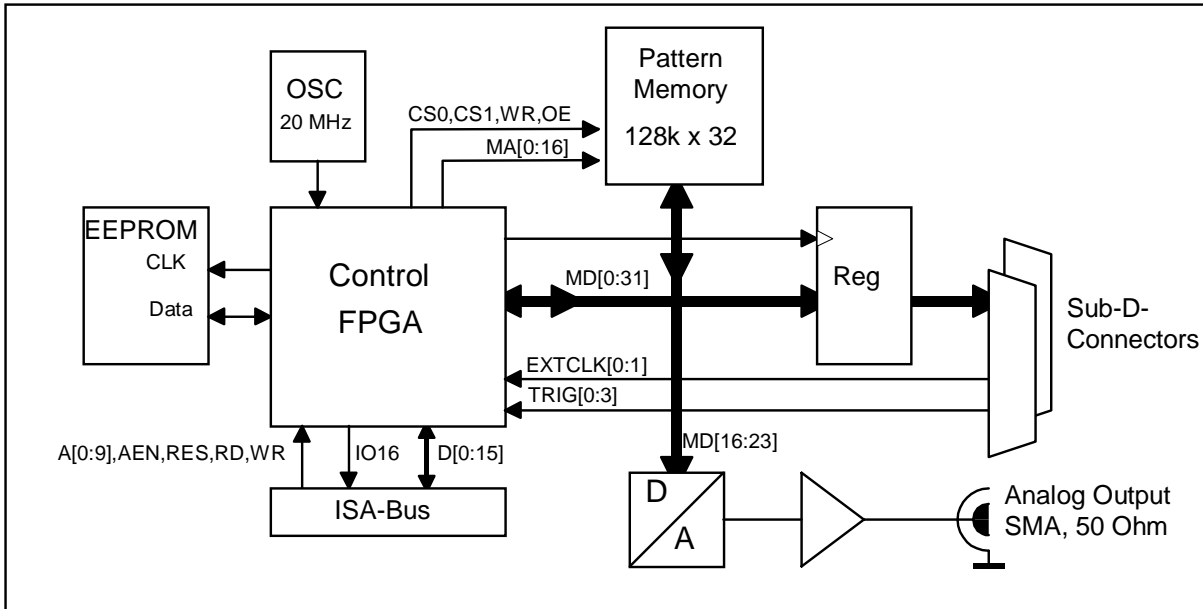 OSC
20 MHz
Pattern
Memory
128k x 32
CS0,CS1,WR,OE
MA[0:16]
EEPROM
CLK
Data
Control
FPGA
MD[0:31]
Reg
Sub-D-
Connectors
EXTCLK[0:1]
TRIG[0:3]
A[0:9],AEN,RES,RD,WR
IO16
D[0:15]
MD[16:23]
ISA-Bus
D
A
Analog Output
SMA, 50 Ohm